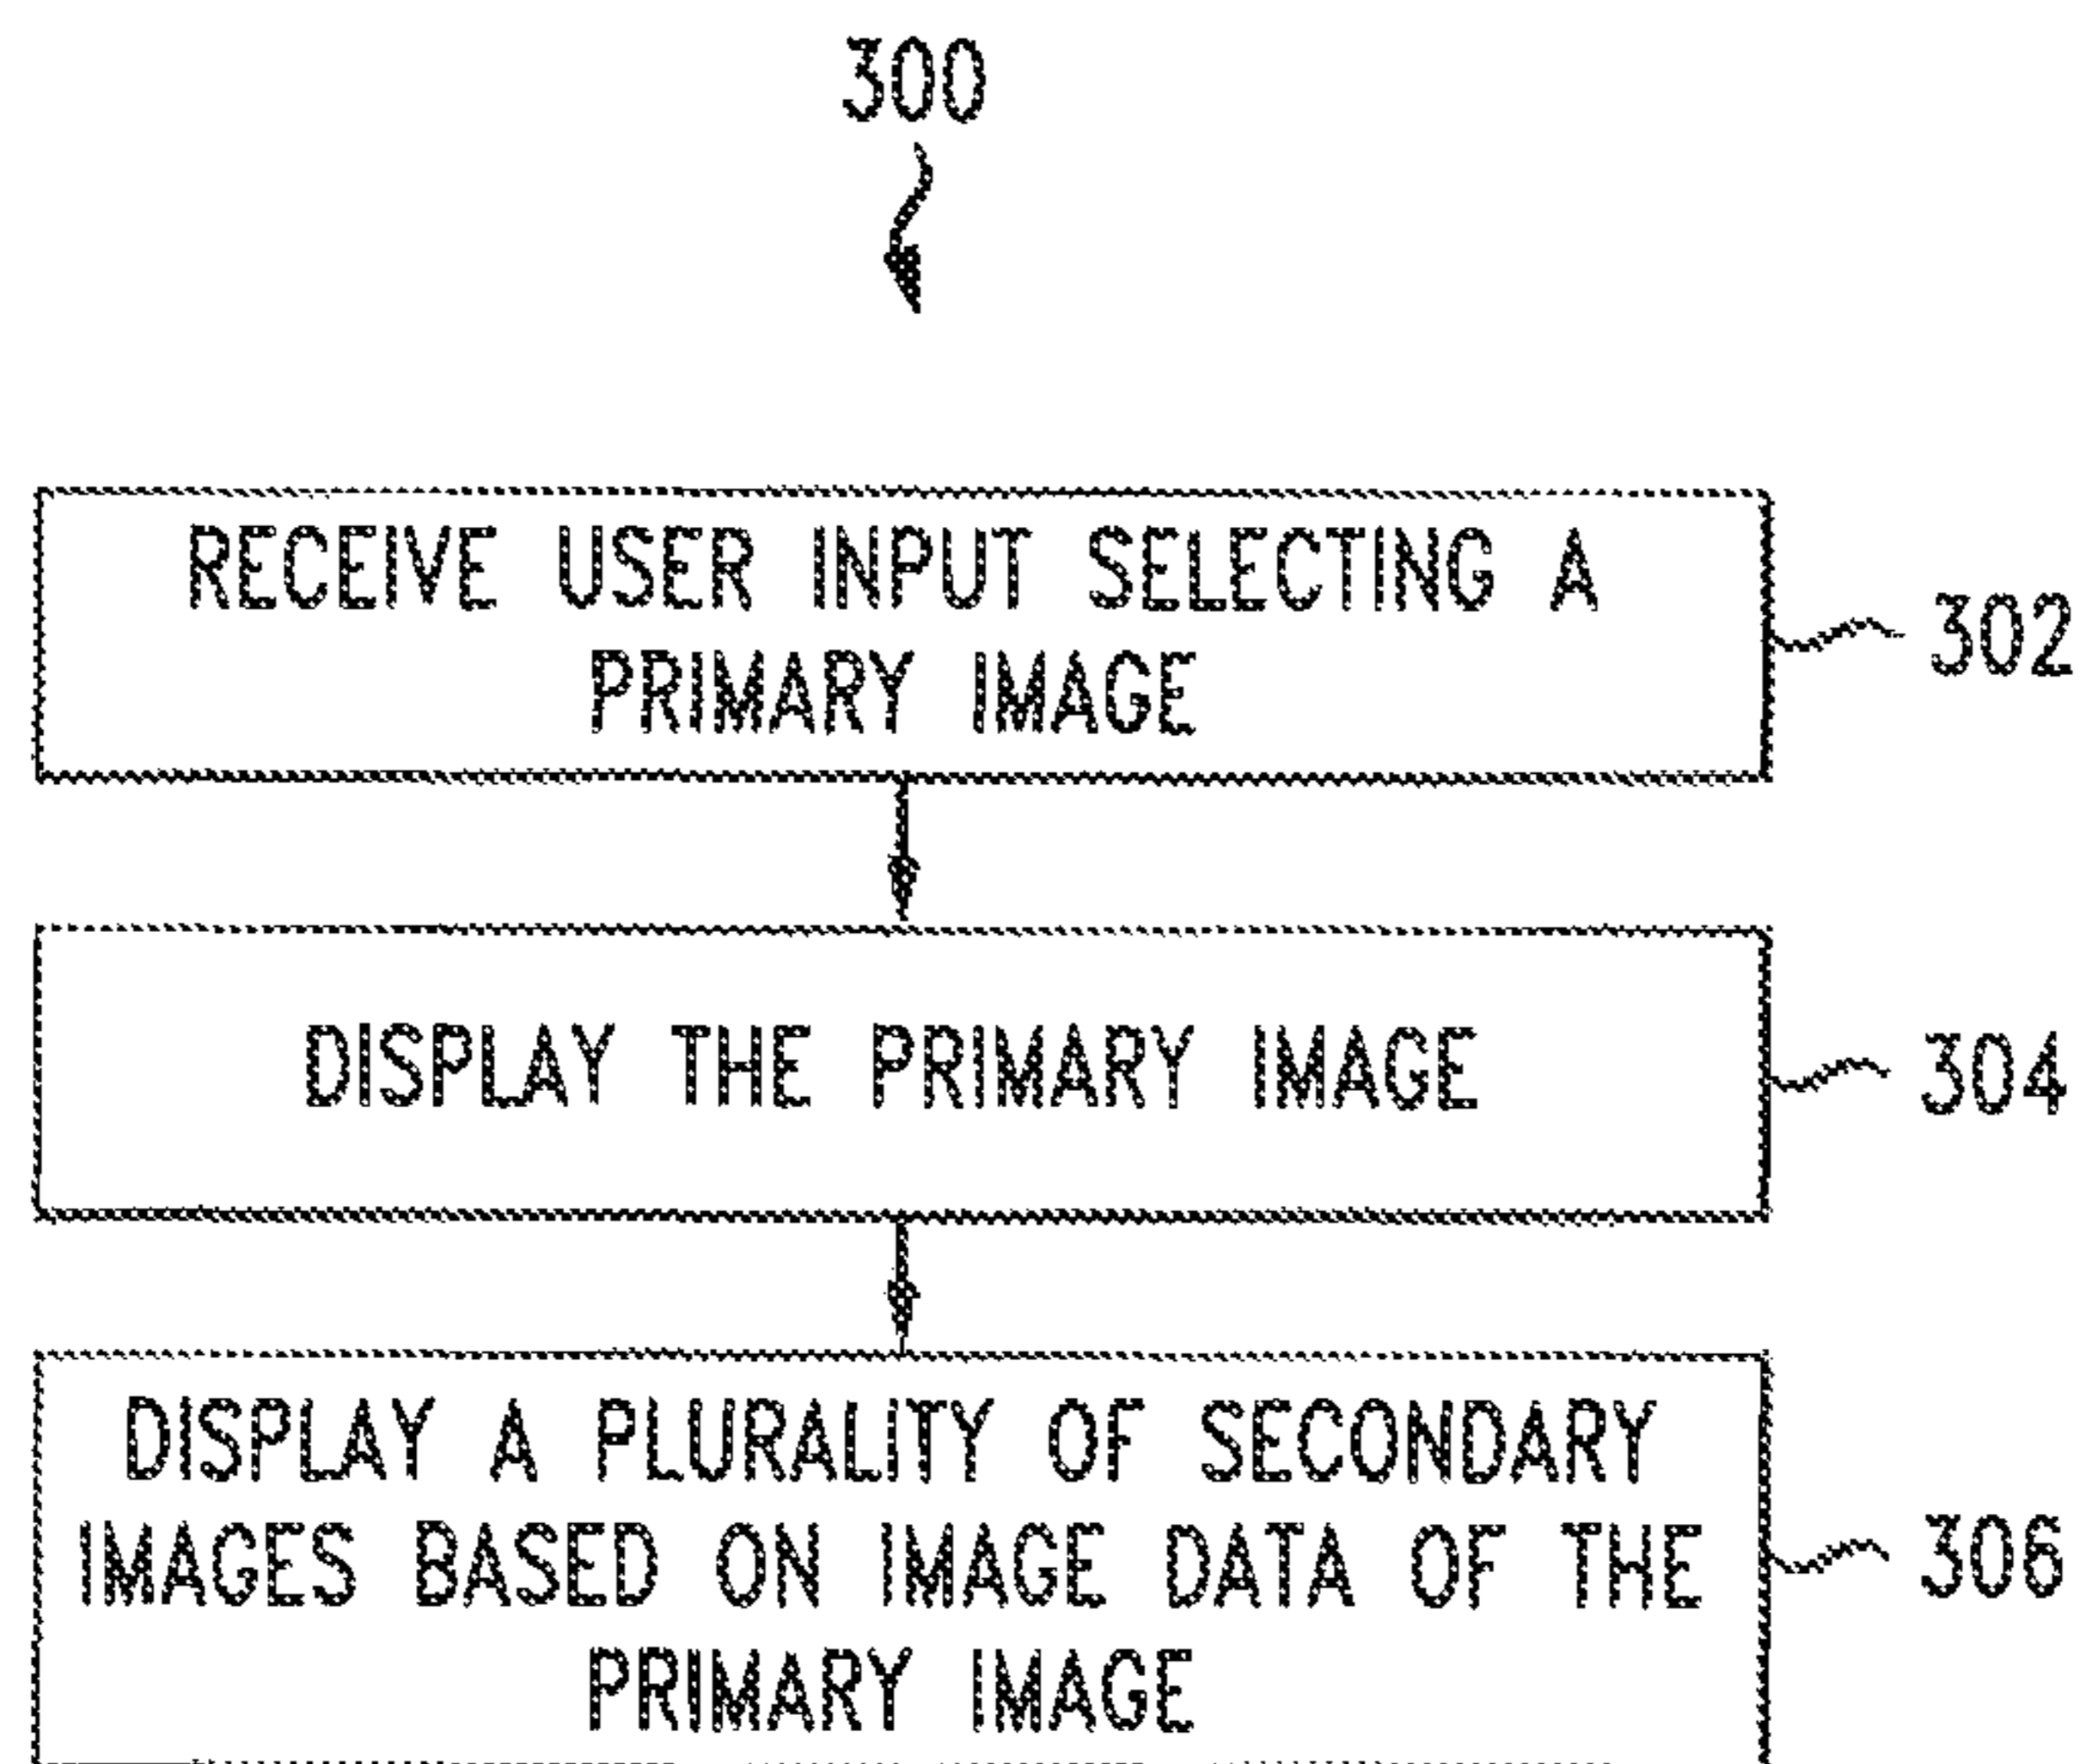 300
RECEIVE USER INPUT SELECTING A
PRIMARY IMAGE
302
DISPLAY THE PRIMARY IMAGE
304
DISPLAY A PLURALITY OF SECONDARY
IMAGES BASED ON IMAGE DATA OF THE
PRIMARY IMAGE
306